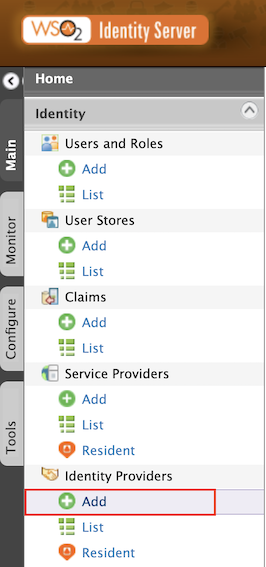 WSO2 Identity Server
Home
Main
Monitor
Configure
Tools
Identity
Users and Roles
Add
List
User Stores
Add
List
Claims
Add
List
Service Providers
Add
List
Resident
Identity Providers
Add
List
Resident